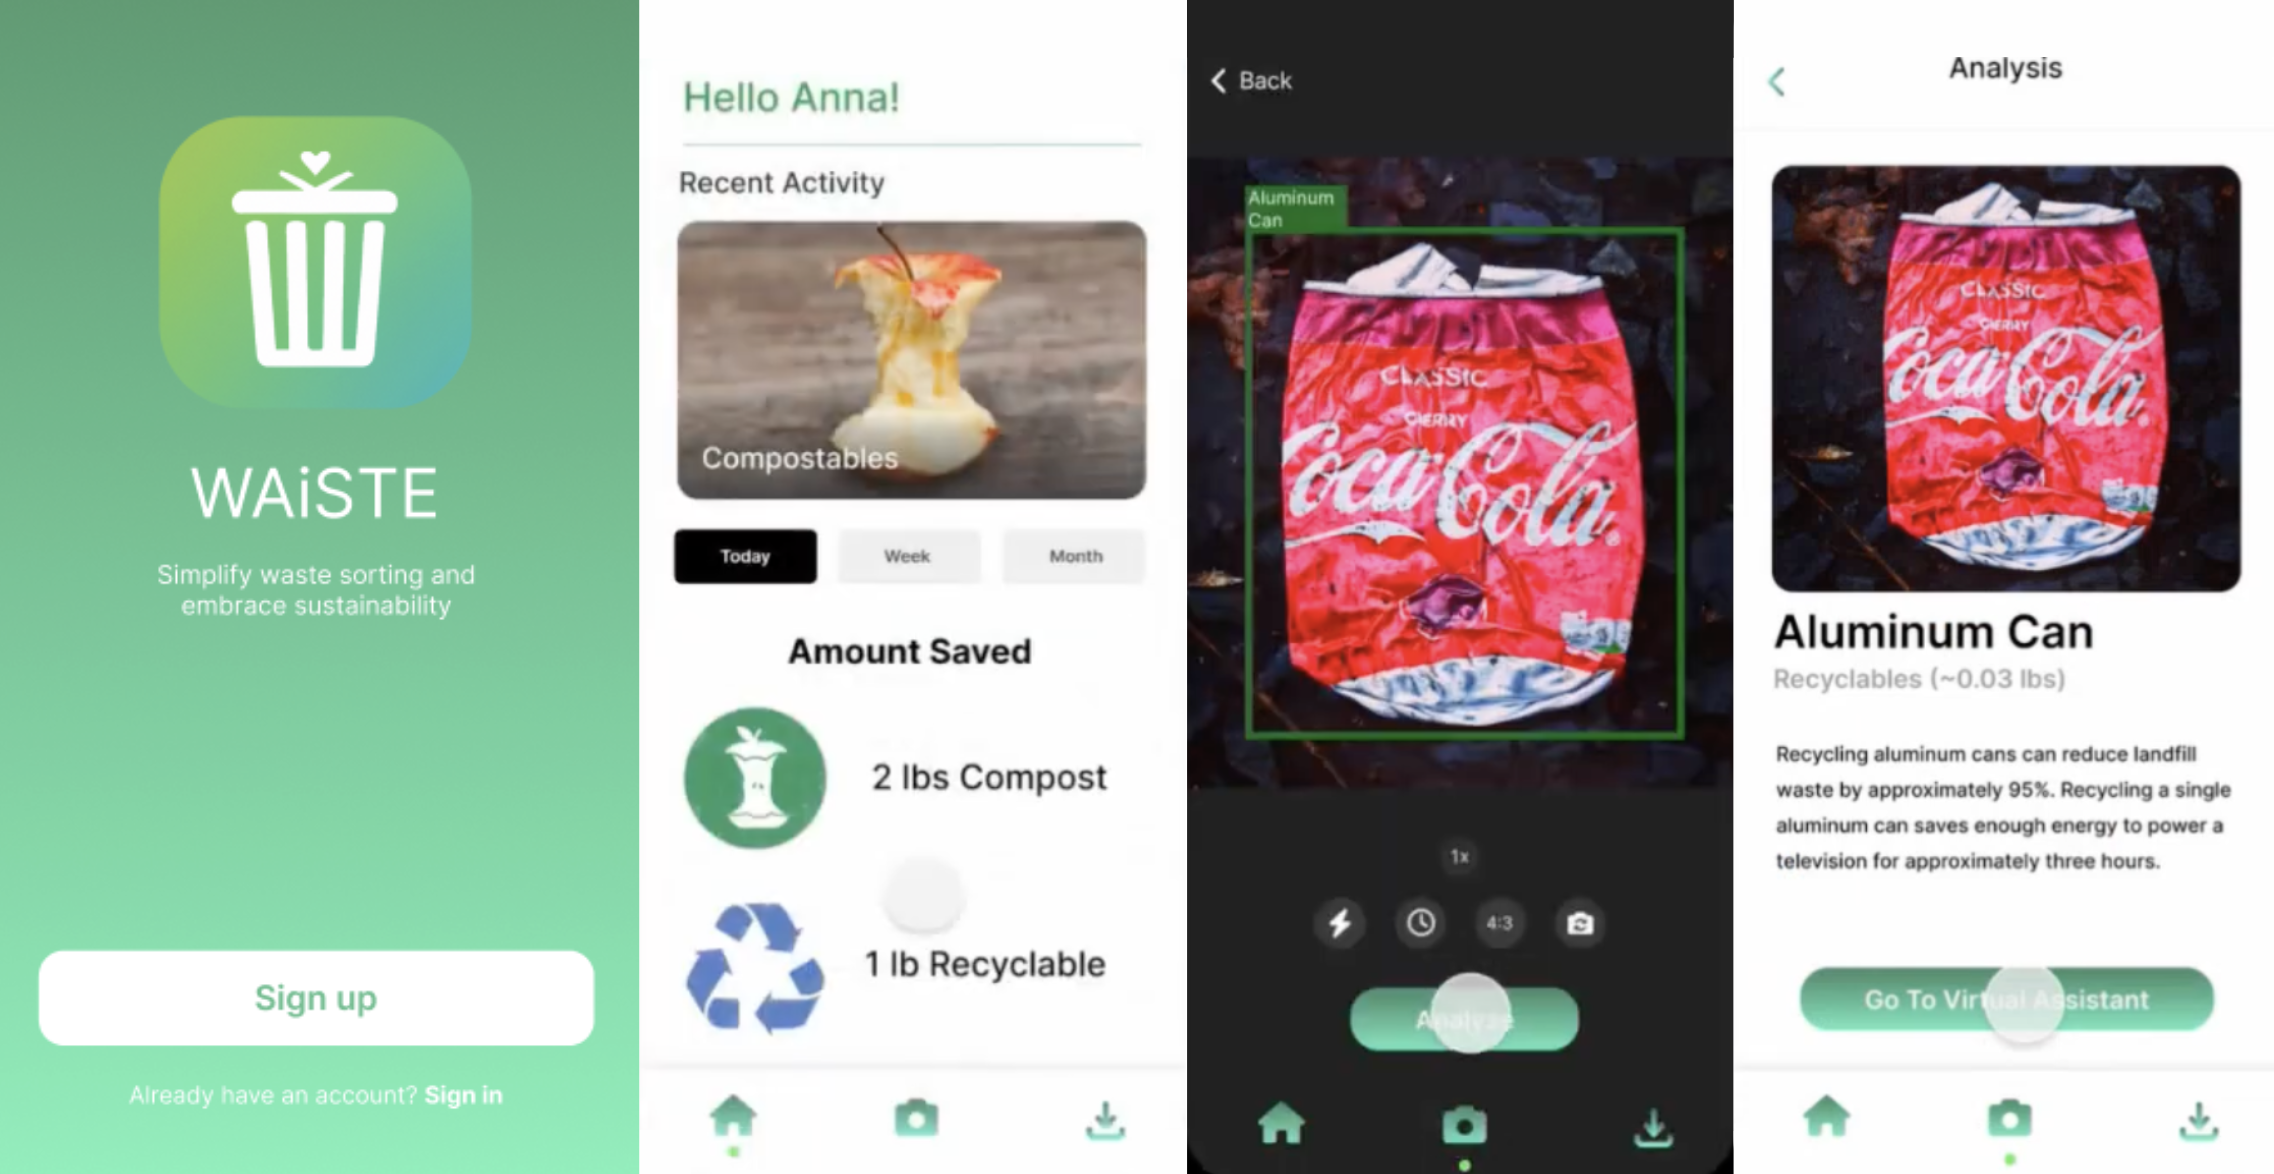 WAiSTE
Simplify waste sorting and
embrace sustainability
Sign up
Already have an account? Sign in
Hello Anna!
Recent Activity
Compostables
Today
Week
Month
Amount Saved
2 lbs Compost
1 lb Recyclable
Back
Aluminum
Can
CLASSIC
CHERRY
Coca-Cola
1x
4:3
Analyze
Analysis
CLASSIC
CHERRY
Coca-Cola
Aluminum Can
Recyclables (~0.03 lbs)
Recycling aluminum cans can reduce landfill
waste by approximately 95%. Recycling a single
aluminum can saves enough energy to power a
television for approximately three hours.
Go To Virtual Assistant